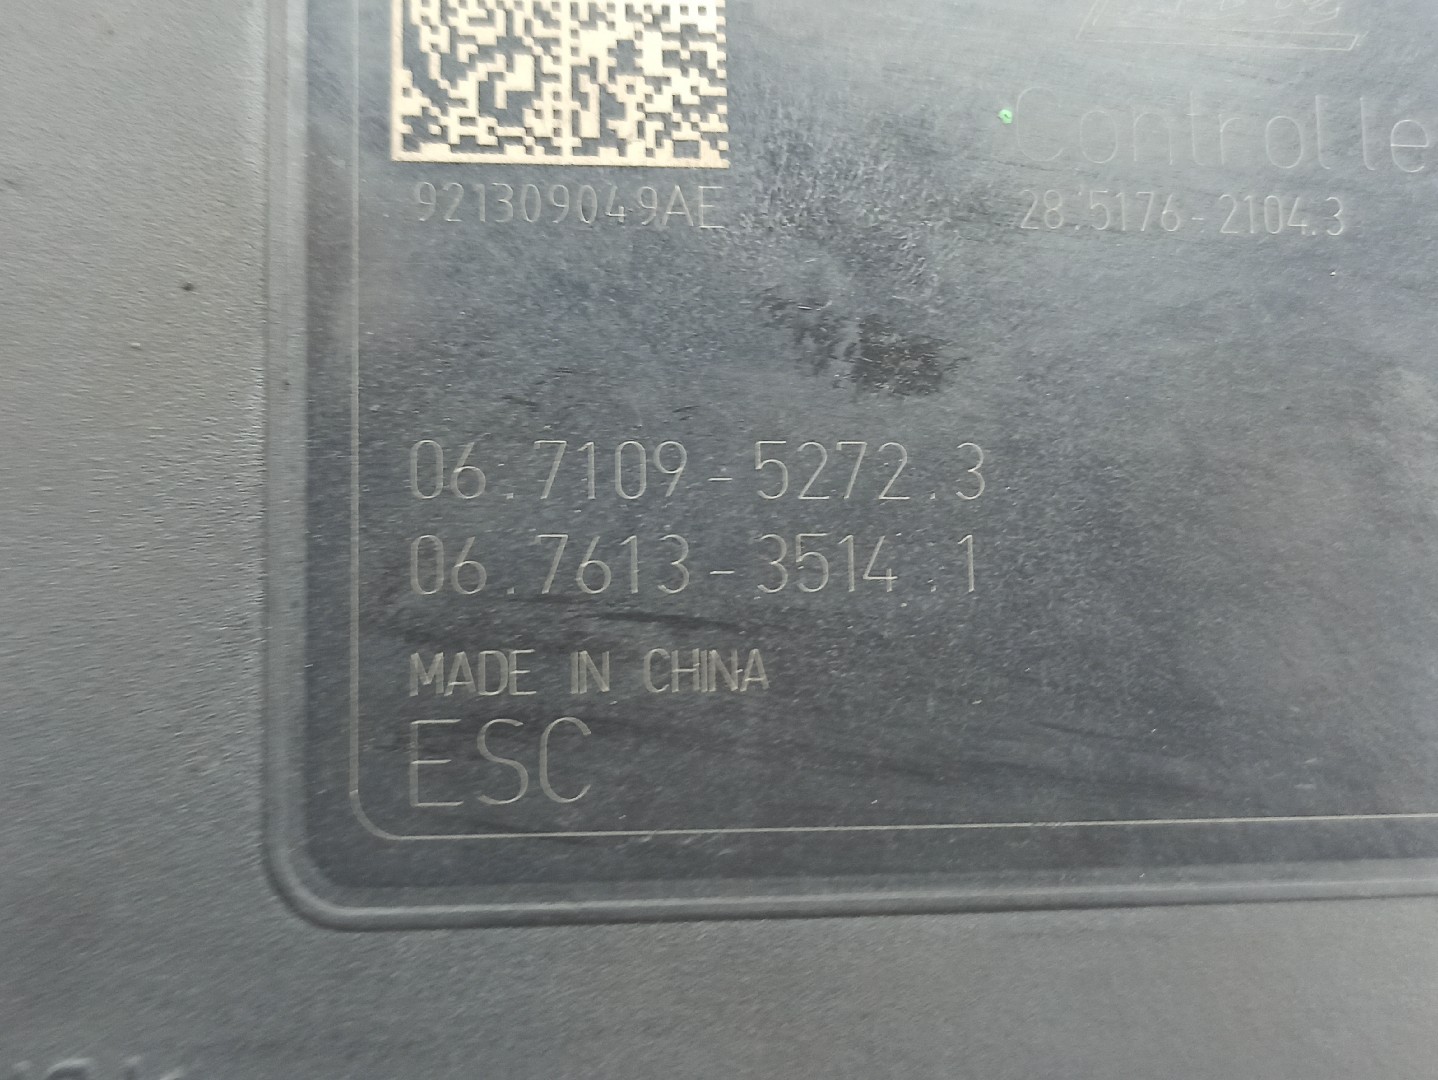 Controlle
921309049AE
28.5176-2104.3
06.7109-5272.3
06.7613-3514.1
MADE IN CHINA
ESC